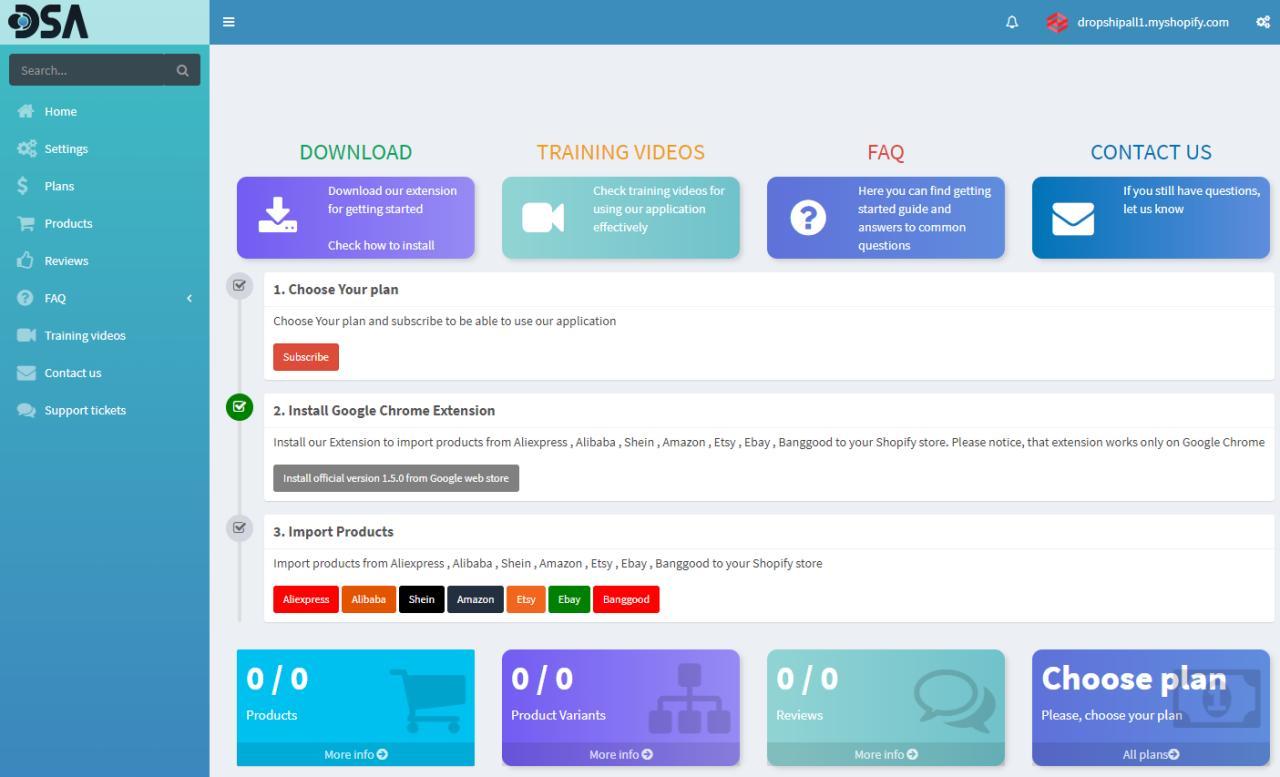 DSA
dropshipall1.myshopify.com
Search...
Home
Settings
Plans
Products
Reviews
FAQ
Training videos
Contact us
Support tickets
DOWNLOAD
Download our extension
for getting started
Check how to install
TRAINING VIDEOS
Check training videos for
using our application
effectively
FAQ
Here you can find getting
started guide and
answers to common
questions
CONTACT US
If you still have questions,
let us know
1. Choose Your plan
Choose Your plan and subscribe to be able to use our application
Subscribe
2. Install Google Chrome Extension
Install our Extension to import products from Aliexpress , Alibaba , Shein , Amazon , Etsy , Ebay , Banggood to your Shopify store. Please notice, that extension works only on Google Chrome
Install official version 1.5.0 from Google web store
3. Import Products
Import products from Aliexpress , Alibaba , Shein , Amazon , Etsy , Ebay , Banggood to your Shopify store
Aliexpress Alibaba Shein Amazon Etsy Ebay Banggood
0 / 0
Products
More info
0 / 0
Product Variants
More info
0 / 0
Reviews
More info
Choose plan
Please, choose your plan
All plans